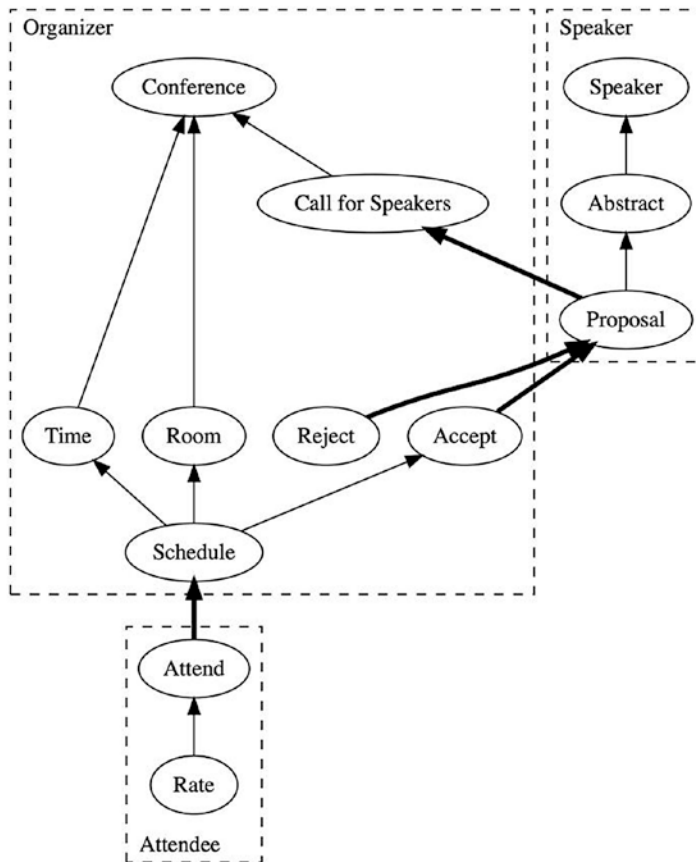 Organizer
Speaker
Conference
Speaker
Call for Speakers
Abstract
Proposal
Time
Room
Reject
Accept
Schedule
Attend
Rate
Attendee